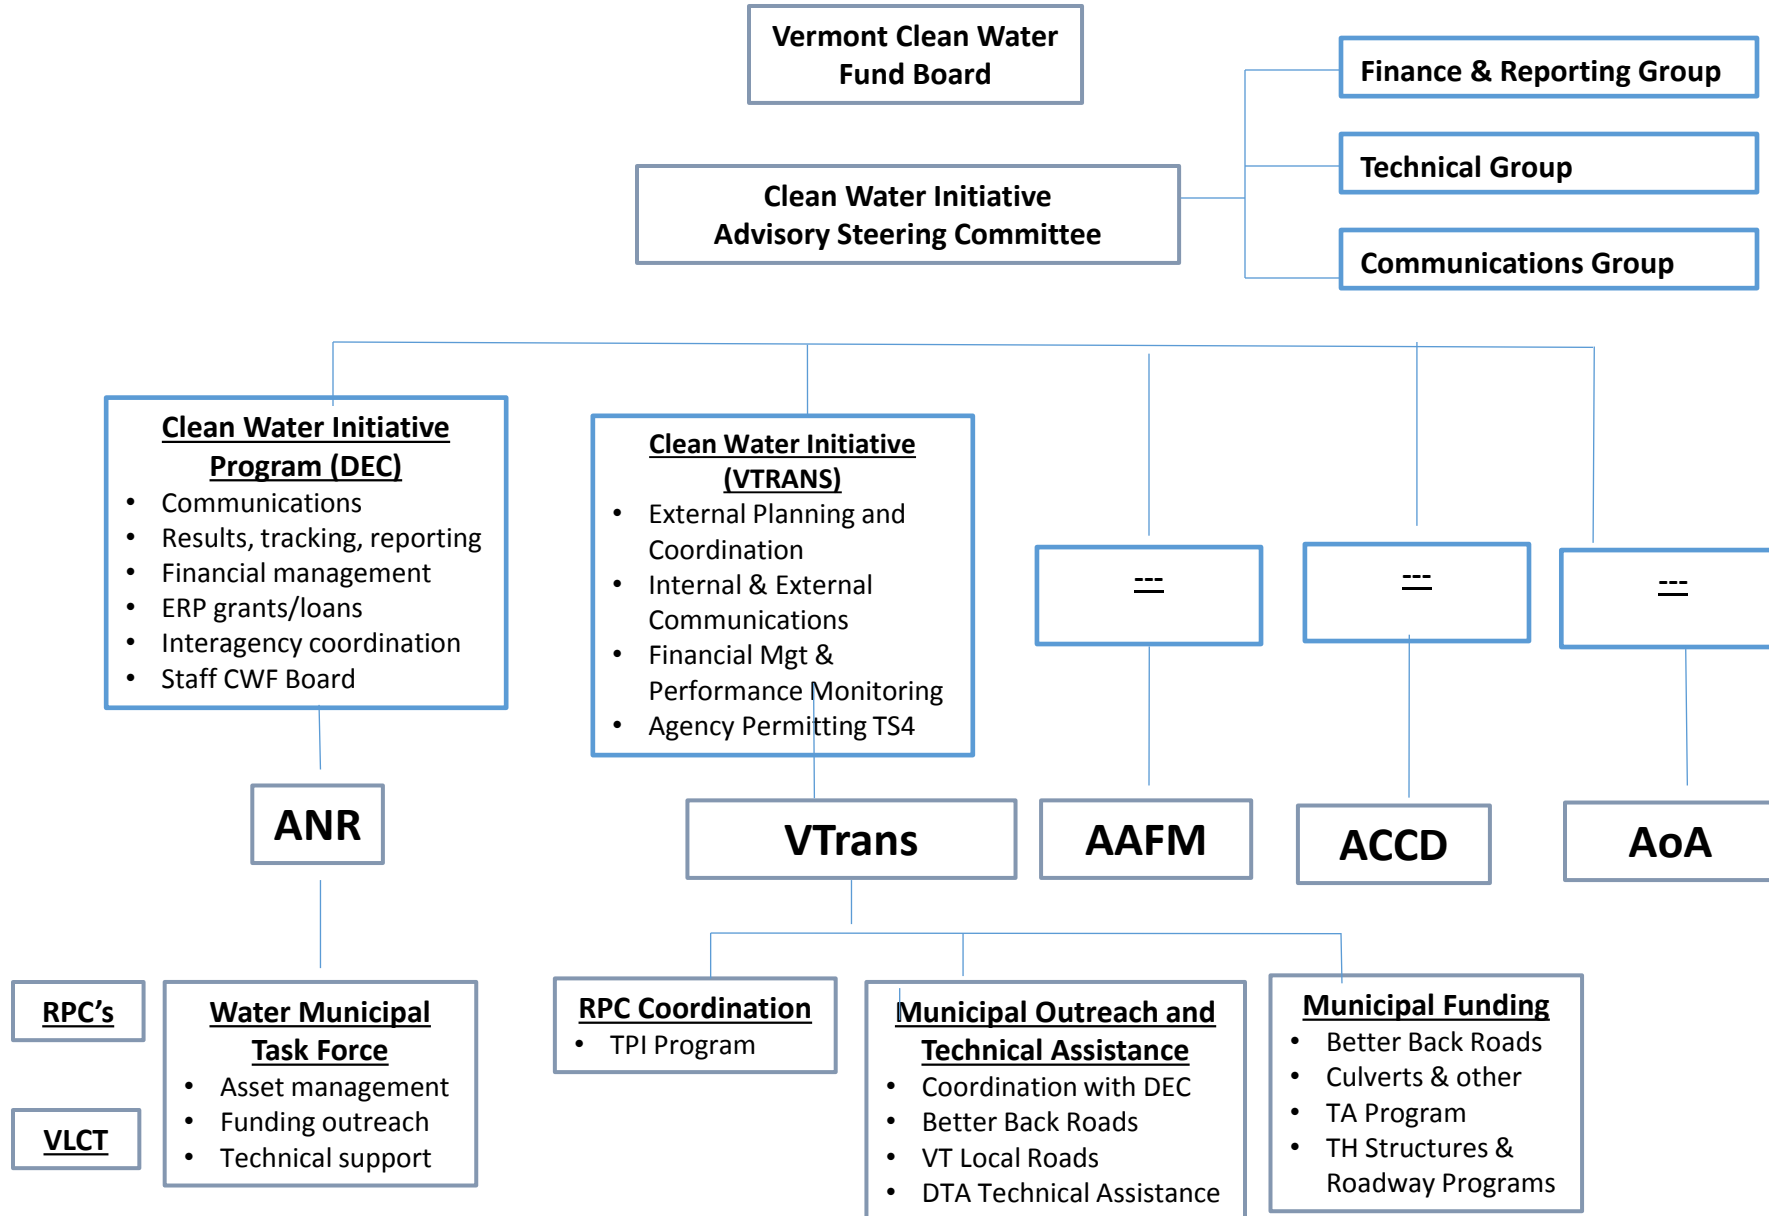 Vermont Clean Water
Fund Board
Finance & Reporting Group
Technical Group
Clean Water Initiative
Advisory Steering Committee
Communications Group
Clean Water Initiative
Program (DEC)
• Communications
• Results, tracking, reporting
• Financial management
• ERP grants/loans
• Interagency coordination
• Staff CWF Board
Clean Water Initiative
(VTRANS)
• External Planning and
Coordination
• Internal & External
Communications
• Financial Mgt &
Performance Monitoring
• Agency Permitting TS4
---
---
---
ANR
VTrans
AAFM
ACCD
AoA
RPC's
VLCT
Water Municipal
Task Force
• Asset management
• Funding outreach
• Technical support
RPC Coordination
• TPI Program
Municipal Outreach and
Technical Assistance
• Coordination with DEC
• Better Back Roads
• VT Local Roads
• DTA Technical Assistance
Municipal Funding
• Better Back Roads
• Culverts & other
• TA Program
• TH Structures &
Roadway Programs